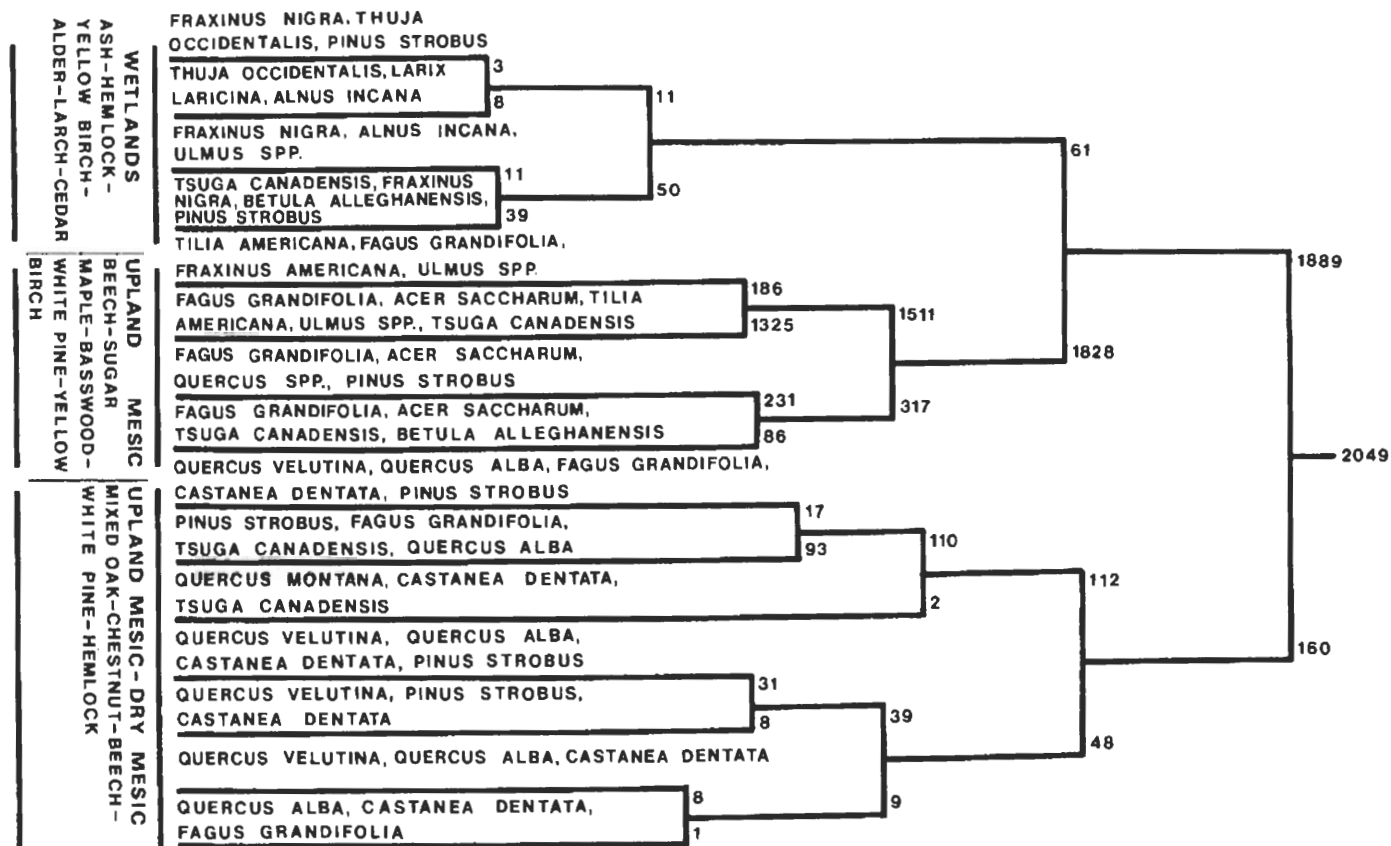 WETLANDS
ASH-HEMLOCK-
YELLOW BIRCH-
ALDER-LARCH-CEDAR
FRAXINUS NIGRA, THUJA
OCCIDENTALIS, PINUS STROBUS
3
THUJA OCCIDENTALIS, LARIX
LARICINA, ALNUS INCANA
8
11
FRAXINUS NIGRA, ALNUS INCANA,
ULMUS SPP.
11
TSUGA CANADENSIS, FRAXINUS
NIGRA, BETULA ALLEGHANENSIS,
PINUS STROBUS
39
50
61
UPLAND MESIC
BEECH-SUGAR
MAPLE-BASSWOOD-
WHITE PINE-YELLOW
BIRCH
TILIA AMERICANA, FAGUS GRANDIFOLIA,
FRAXINUS AMERICANA, ULMUS SPP.
186
FAGUS GRANDIFOLIA, ACER SACCHARUM, TILIA
AMERICANA, ULMUS SPP., TSUGA CANADENSIS
1325
1511
1889
FAGUS GRANDIFOLIA, ACER SACCHARUM,
QUERCUS SPP., PINUS STROBUS
1828
231
FAGUS GRANDIFOLIA, ACER SACCHARUM,
TSUGA CANADENSIS, BETULA ALLEGHANENSIS
86
317
2049
UPLAND MESIC-DRY MESIC
MIXED OAK-CHESTNUT-BEECH-
WHITE PINE-HEMLOCK
QUERCUS VELUTINA, QUERCUS ALBA, FAGUS GRANDIFOLIA,
CASTANEA DENTATA, PINUS STROBUS
17
PINUS STROBUS, FAGUS GRANDIFOLIA,
TSUGA CANADENSIS, QUERCUS ALBA
93
110
QUERCUS MONTANA, CASTANEA DENTATA,
TSUGA CANADENSIS
2
112
QUERCUS VELUTINA, QUERCUS ALBA,
CASTANEA DENTATA, PINUS STROBUS
160
31
QUERCUS VELUTINA, PINUS STROBUS,
CASTANEA DENTATA
8
39
48
QUERCUS VELUTINA, QUERCUS ALBA, CASTANEA DENTATA
8
QUERCUS ALBA, CASTANEA DENTATA,
FAGUS GRANDIFOLIA
1
9